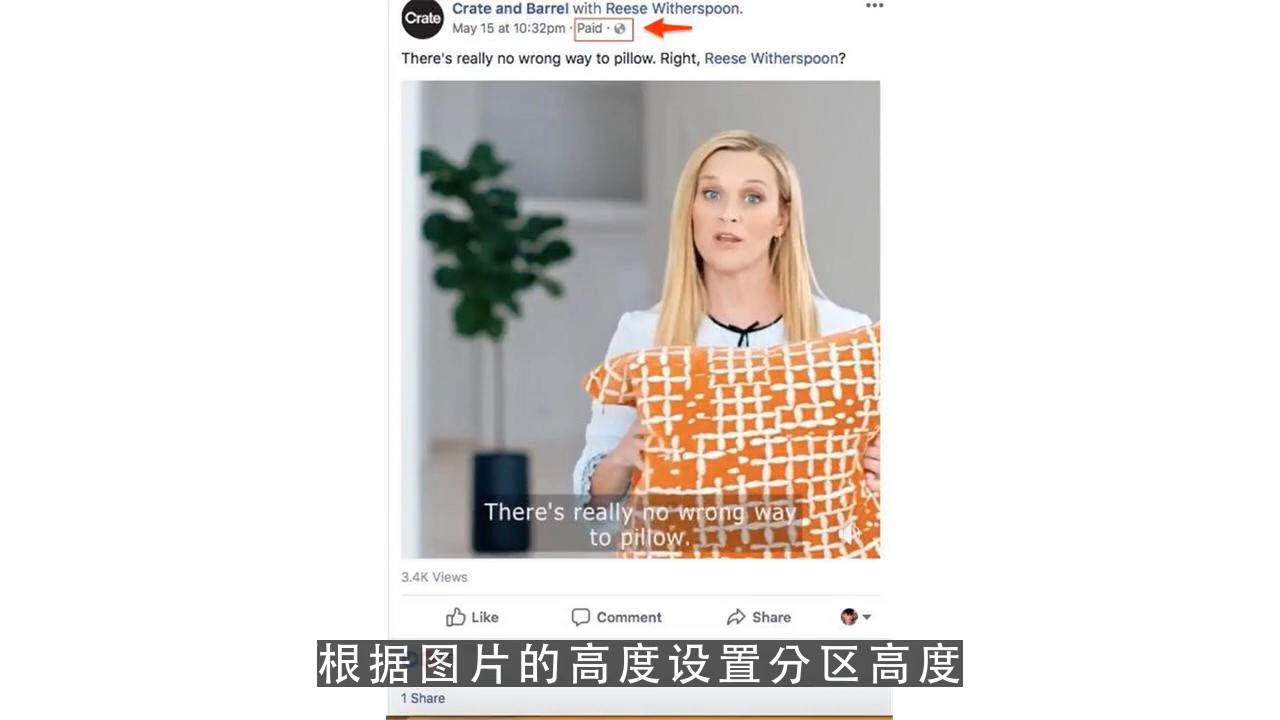 Crate
Crate and Barrel with Reese Witherspoon.
May 15 at 10:32pm · Paid ·
There's really no wrong way to pillow. Right, Reese Witherspoon?
There's really no wrong way
to pillow.
3.4K Views
Like Comment Share
根据图片的高度设置分区高度
1 Share